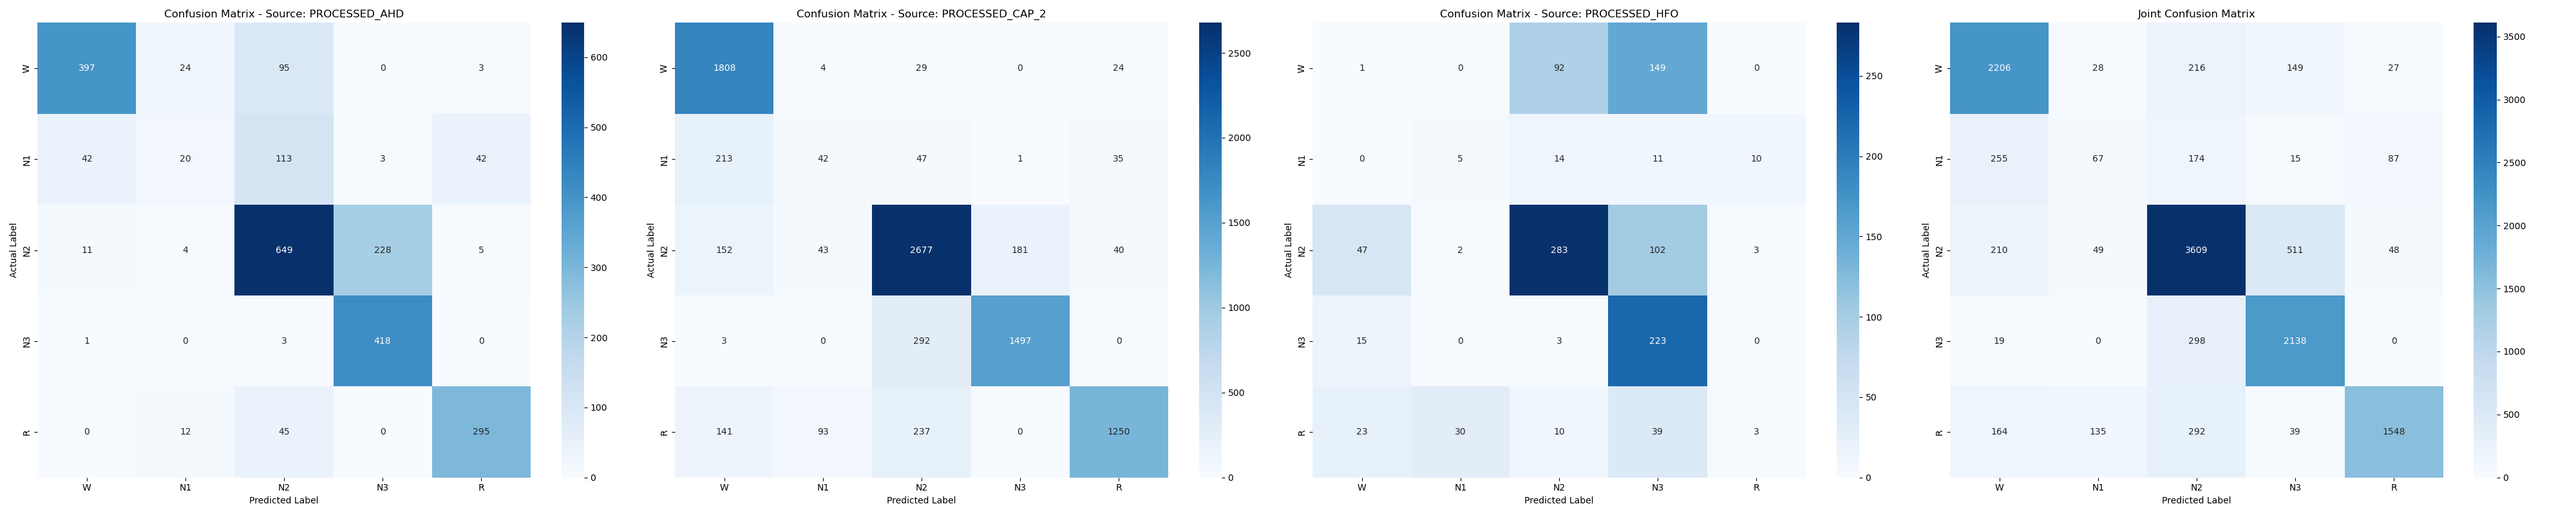 Confusion Matrix - Source: PROCESSED_AHD
W 397 24 95 0 3
N1 42 20 113 3 42
N2 11 4 649 228 5
N3 1 0 3 418 0
R 0 12 45 0 295
W N1 N2 N3 R
Actual Label
Predicted Label
600
500
400
300
200
100
0
Confusion Matrix - Source: PROCESSED_CAP_2
W 1808 4 29 0 24
N1 213 42 47 1 35
N2 152 43 2677 181 40
N3 3 0 292 1497 0
R 141 93 237 0 1250
W N1 N2 N3 R
Actual Label
Predicted Label
2500
2000
1500
1000
500
0
Confusion Matrix - Source: PROCESSED_HFO
W 1 0 92 149 0
N1 0 5 14 11 10
N2 47 2 283 102 3
N3 15 0 3 223 0
R 23 30 10 39 3
W N1 N2 N3 R
Actual Label
Predicted Label
250
200
150
100
50
0
Joint Confusion Matrix
W 2206 28 216 149 27
N1 255 67 174 15 87
N2 210 49 3609 511 48
N3 19 0 298 2138 0
R 164 135 292 39 1548
W N1 N2 N3 R
Actual Label
Predicted Label
3500
3000
2500
2000
1500
1000
500
0